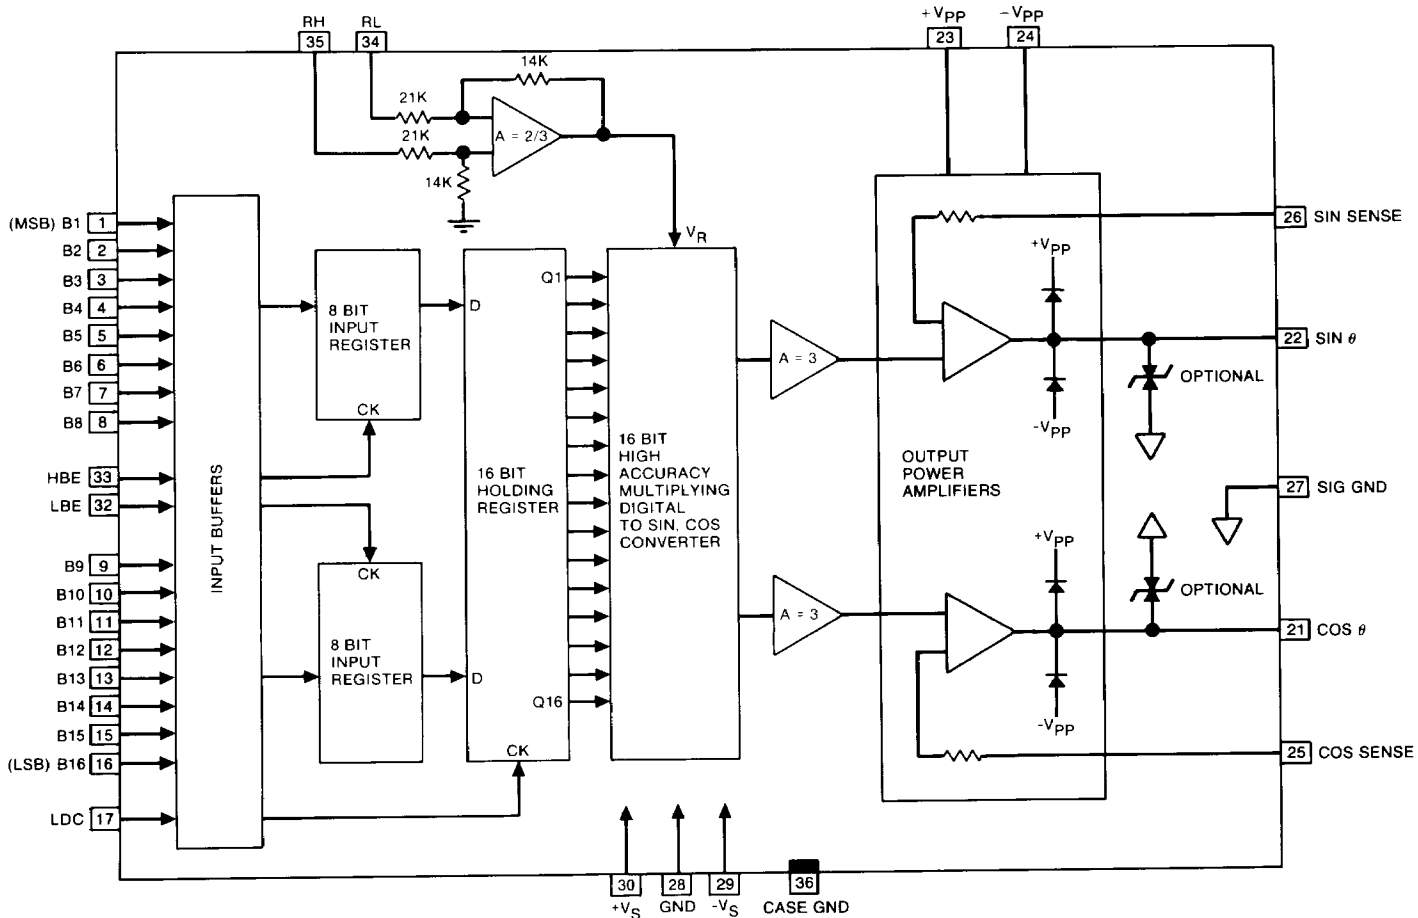 RH
RL
+VPP
-VPP
35
34
23
24
14K
21K
A = 2/3
21K
14K
VR
(MSB) B1 1
B2 2
B3 3
B4 4
B5 5
B6 6
B7 7
B8 8
HBE 33
LBE 32
B9 9
B10 10
B11 11
B12 12
B13 13
B14 14
B15 15
(LSB) B16 16
LDC 17
INPUT BUFFERS
8 BIT
INPUT
REGISTER
CK
CK
8 BIT
INPUT
REGISTER
D
Q1
16 BIT
HOLDING
REGISTER
D
Q16
CK
16 BIT
HIGH
ACCURACY
MULTIPLYING
DIGITAL
TO SIN, COS
CONVERTER
A = 3
A = 3
+VPP
-VPP
OUTPUT
POWER
AMPLIFIERS
+VPP
-VPP
OPTIONAL
OPTIONAL
26 SIN SENSE
22 SIN θ
27 SIG GND
21 COS θ
25 COS SENSE
30
28
29
36
+VS
GND
-VS
CASE GND